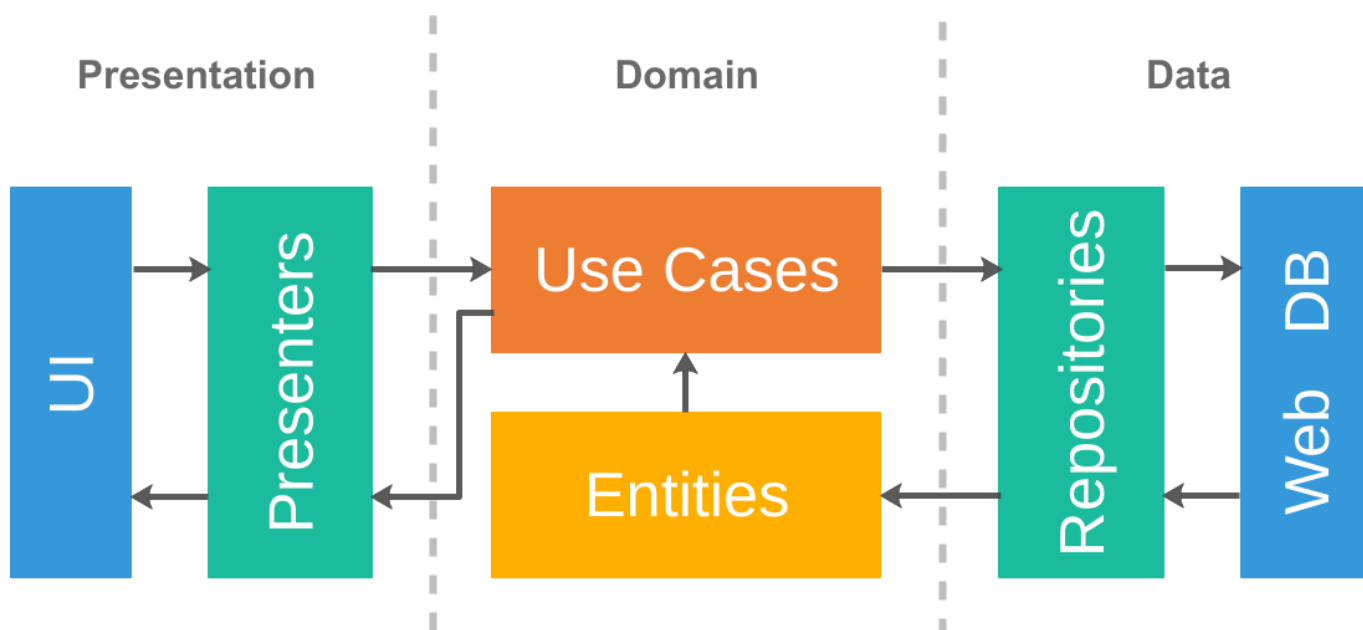 Presentation
Domain
Data
UI
Presenters
Use Cases
Entities
Repositories
Web DB